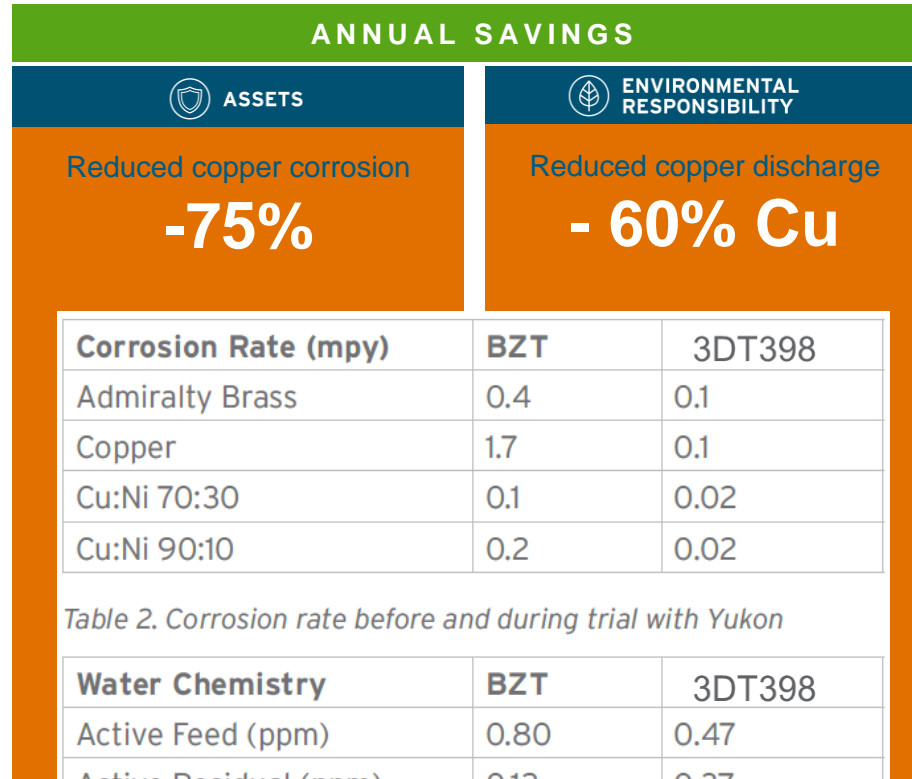 ANNUAL SAVINGS
ASSETS
ENVIRONMENTAL
RESPONSIBILITY
Reduced copper corrosion
-75%
Reduced copper discharge
- 60% Cu
Corrosion Rate (mpy) BZT 3DT398
Admiralty Brass 0.4 0.1
Copper 1.7 0.1
Cu:Ni 70:30 0.1 0.02
Cu:Ni 90:10 0.2 0.02
Table 2. Corrosion rate before and during trial with Yukon
Water Chemistry BZT 3DT398
Active Feed (ppm) 0.80 0.47